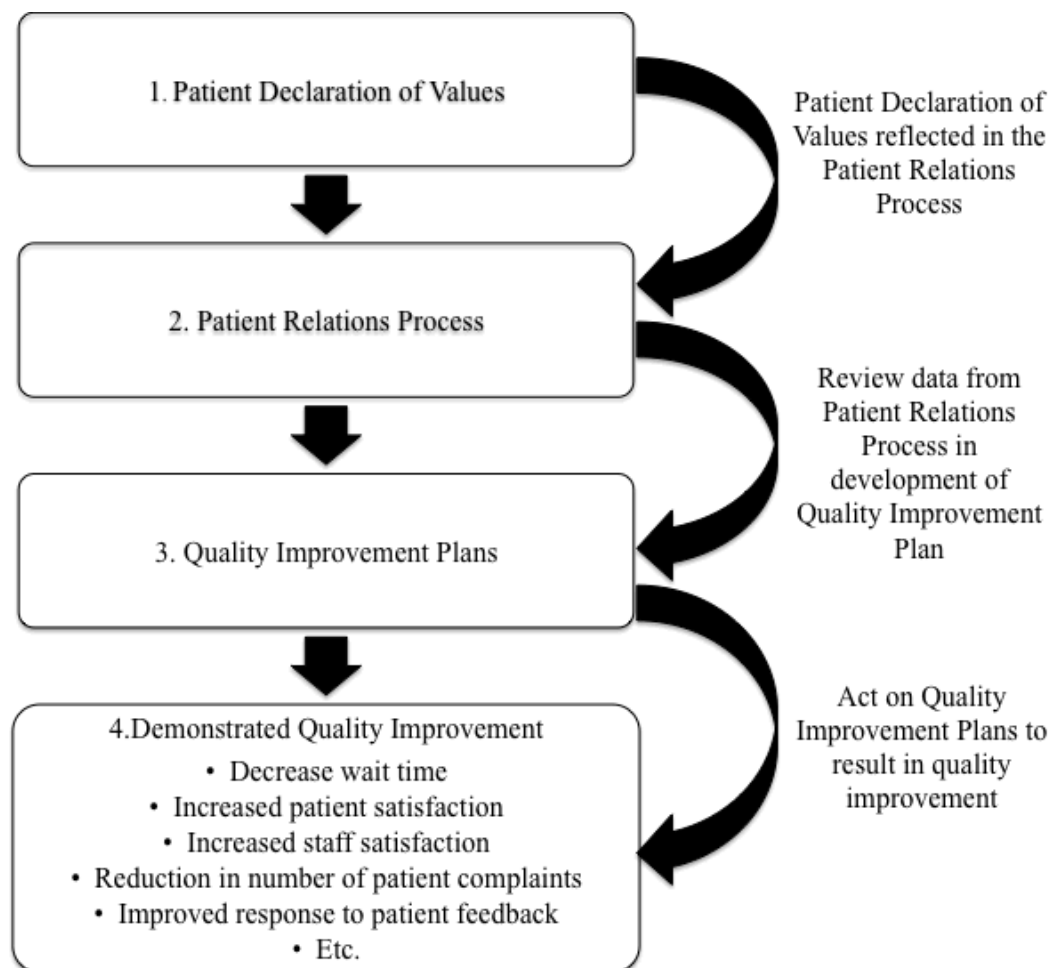 1. Patient Declaration of Values
Patient Declaration of
Values reflected in the
Patient Relations
Process
2. Patient Relations Process
Review data from
Patient Relations
Process in
development of
Quality Improvement
Plan
3. Quality Improvement Plans
Act on Quality
Improvement Plans to
result in quality
improvement
4.Demonstrated Quality Improvement
• Decrease wait time
• Increased patient satisfaction
• Increased staff satisfaction
• Reduction in number of patient complaints
• Improved response to patient feedback
• Etc.